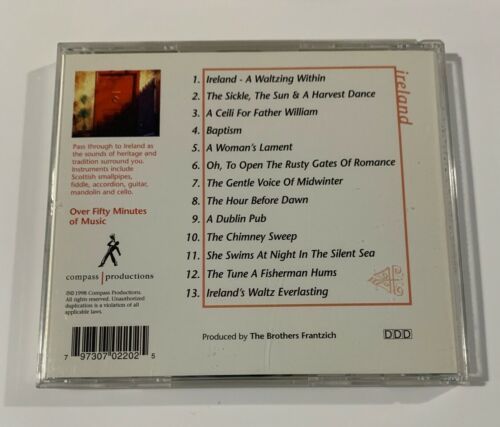 ireland
1. Ireland - A Waltzing Within
2. The Sickle, The Sun & A Harvest Dance
3. A Ceili For Father William
4. Baptism
5. A Woman's Lament
6. Oh, To Open The Rusty Gates Of Romance
7. The Gentle Voice Of Midwinter
8. The Hour Before Dawn
9. A Dublin Pub
10. The Chimney Sweep
11. She Swims At Night In The Silent Sea
12. The Tune A Fisherman Hums
13. Ireland's Waltz Everlasting
Pass through to Ireland as
the sounds of heritage and
tradition surround you.
Instruments include
Scottish smallpipes,
fiddle, accordion, guitar,
mandolin and cello.
Over Fifty Minutes
of Music
compass productions
1998 Compass Productions.
All rights reserved. Unauthorized
duplication is a violation of all
applicable laws.
7 97307 02202 5
Produced by The Brothers Frantzich
DDD